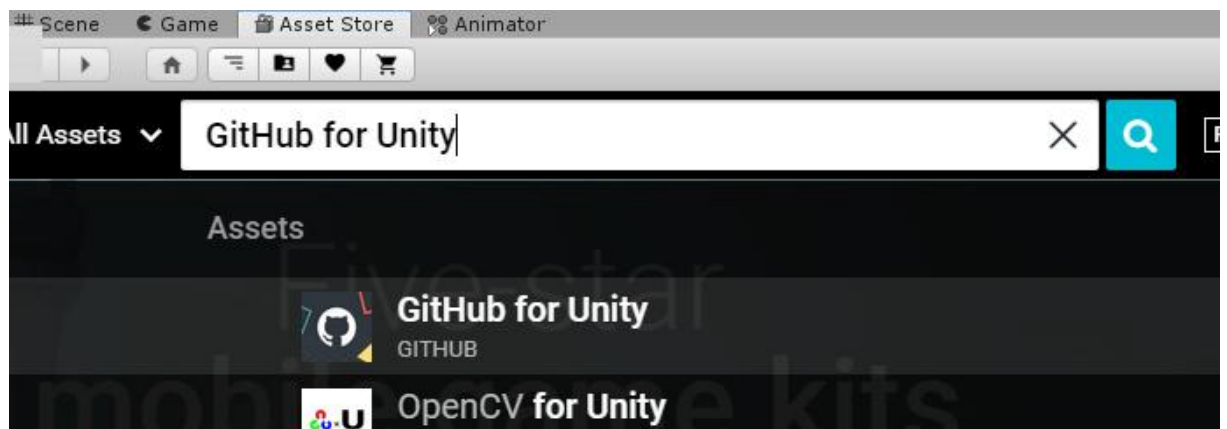 Scene Game Asset Store Animator
All Assets GitHub for Unity
Assets
Five-star
GitHub for Unity
GITHUB
mobile game kits
OpenCV for Unity